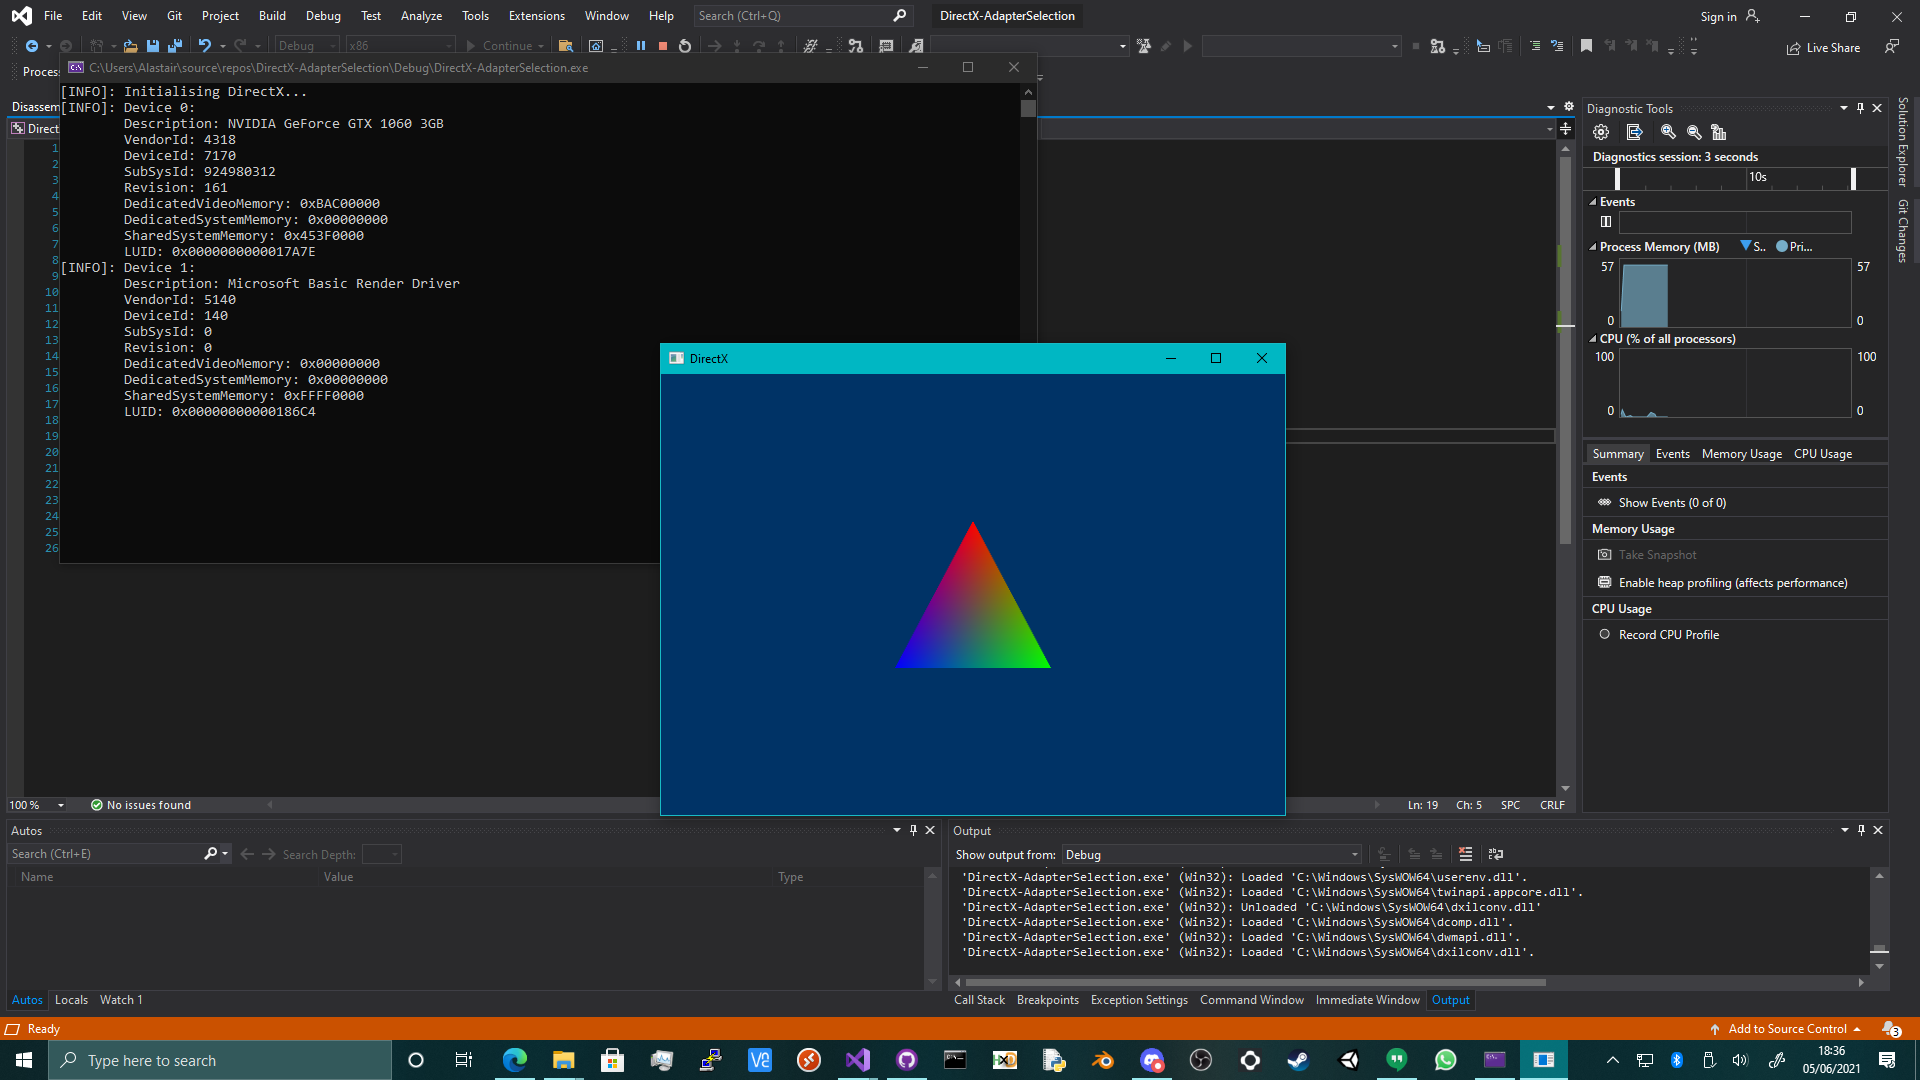 File Edit View Git Project Build Debug Test Analyze Tools Extensions Window Help Search (Ctrl+Q) DirectX-AdapterSelection Sign in
Debug x86 Continue Live Share
Process
C:\Users\Alastair\source\repos\DirectX-AdapterSelection\Debug\DirectX-AdapterSelection.exe
Disassem
Direct
[INFO]: Initialising DirectX...
[INFO]: Device 0:
Description: NVIDIA GeForce GTX 1060 3GB
VendorId: 4318
DeviceId: 7170
SubSysId: 924980312
Revision: 161
DedicatedVideoMemory: 0xBAC00000
DedicatedSystemMemory: 0x00000000
SharedSystemMemory: 0x453F0000
LUID: 0x0000000000017A7E
[INFO]: Device 1:
Description: Microsoft Basic Render Driver
VendorId: 5140
DeviceId: 140
SubSysId: 0
Revision: 0
DedicatedVideoMemory: 0x00000000
DedicatedSystemMemory: 0x00000000
SharedSystemMemory: 0xFFFF0000
LUID: 0x00000000000186C4
1
2
3
4
5
6
7
8
9
10
11
12
13
14
15
16
17
18
19
20
21
22
23
24
25
26
DirectX
Diagnostic Tools
Diagnostics session: 3 seconds
10s
Events
Process Memory (MB) S.. Pri...
57 57
0 0
CPU (% of all processors)
100 100
0 0
Summary Events Memory Usage CPU Usage
Events
Show Events (0 of 0)
Memory Usage
Take Snapshot
Enable heap profiling (affects performance)
CPU Usage
Record CPU Profile
Solution Explorer
Git Changes
100 % No issues found Ln: 19 Ch: 5 SPC CRLF
Autos
Search (Ctrl+E) Search Depth:
Name Value Type
Autos Locals Watch 1
Output
Show output from: Debug
'DirectX-AdapterSelection.exe' (Win32): Loaded 'C:\Windows\SysWOW64\userenv.dll'.
'DirectX-AdapterSelection.exe' (Win32): Loaded 'C:\Windows\SysWOW64\twinapi.appcore.dll'.
'DirectX-AdapterSelection.exe' (Win32): Unloaded 'C:\Windows\SysWOW64\dxilconv.dll'
'DirectX-AdapterSelection.exe' (Win32): Loaded 'C:\Windows\SysWOW64\dcomp.dll'.
'DirectX-AdapterSelection.exe' (Win32): Loaded 'C:\Windows\SysWOW64\dwmapi.dll'.
'DirectX-AdapterSelection.exe' (Win32): Loaded 'C:\Windows\SysWOW64\dxilconv.dll'.
Call Stack Breakpoints Exception Settings Command Window Immediate Window Output
Ready Add to Source Control 3
Type here to search
18:36
05/06/2021